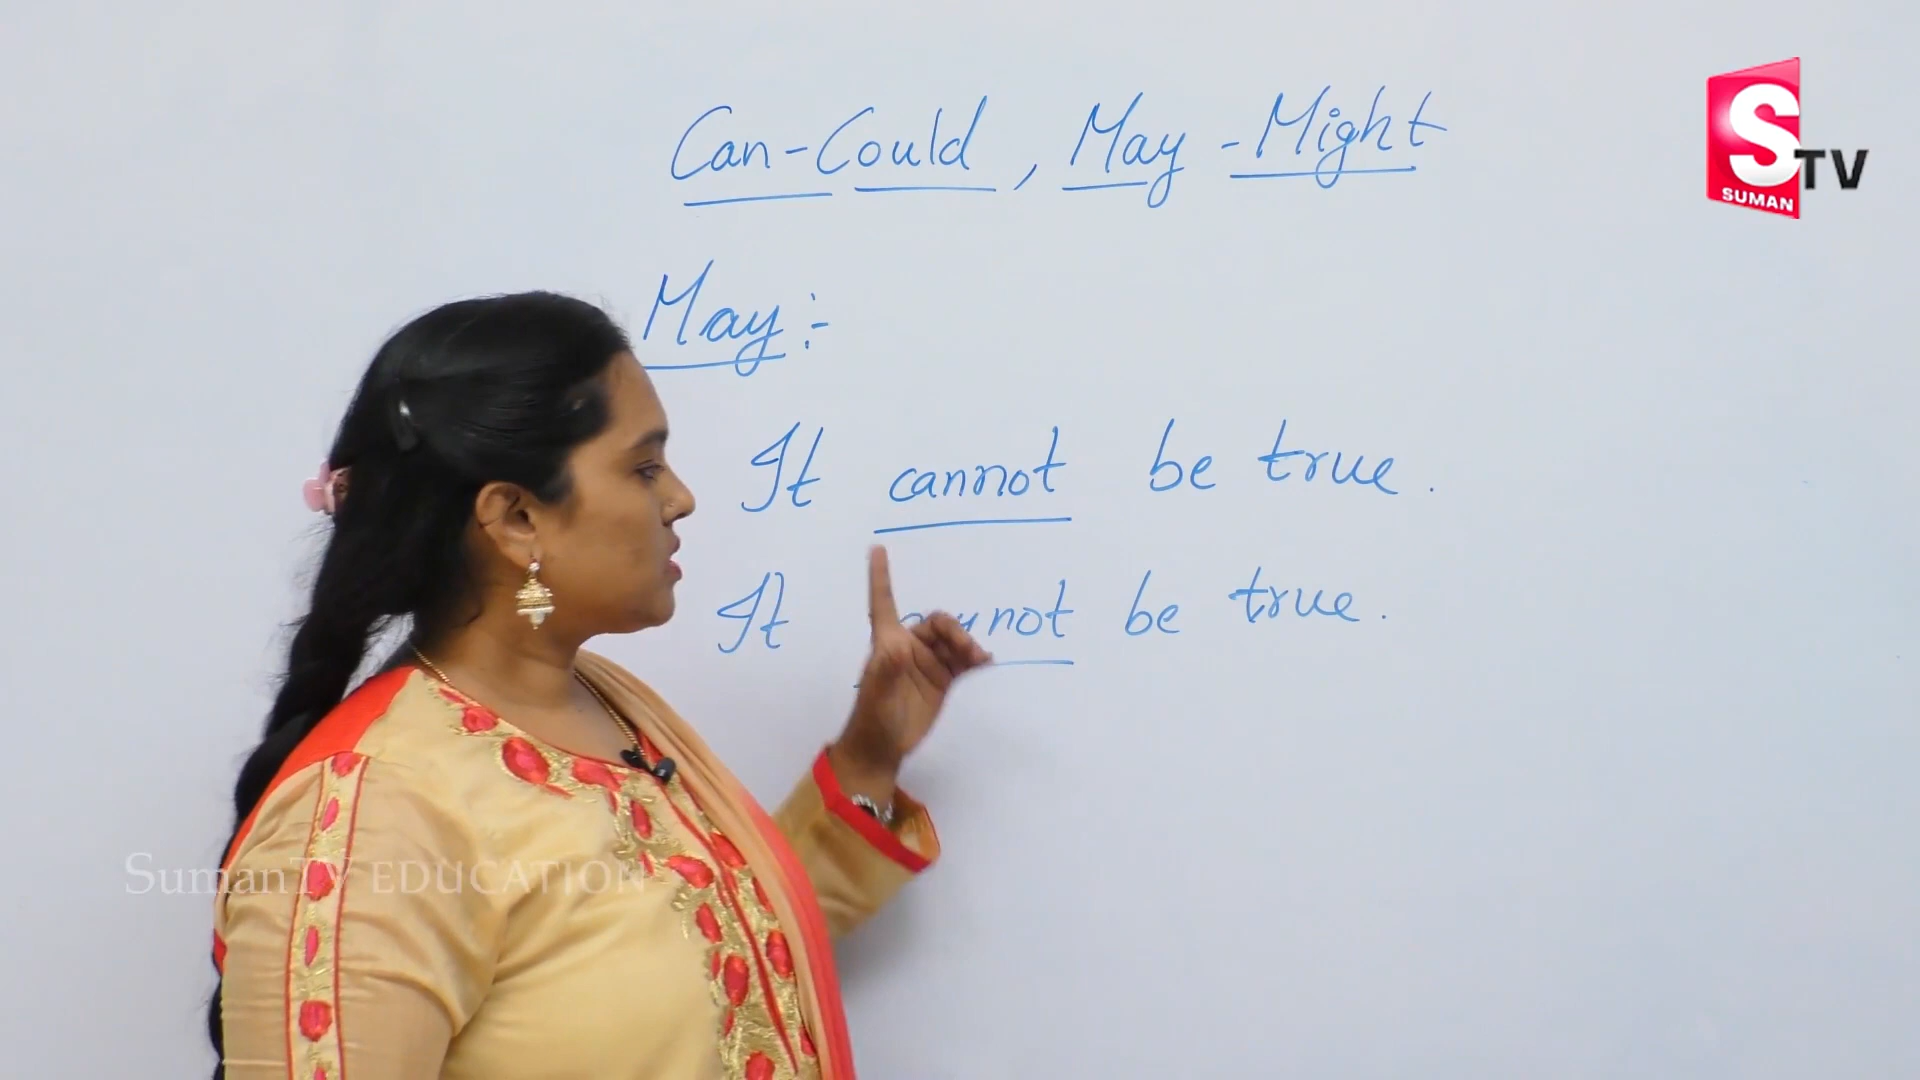 Can-Could, May-Might
S TV
SUMAN
May:-
It cannot be true.
It not be true.
SumanTV EDUCATION